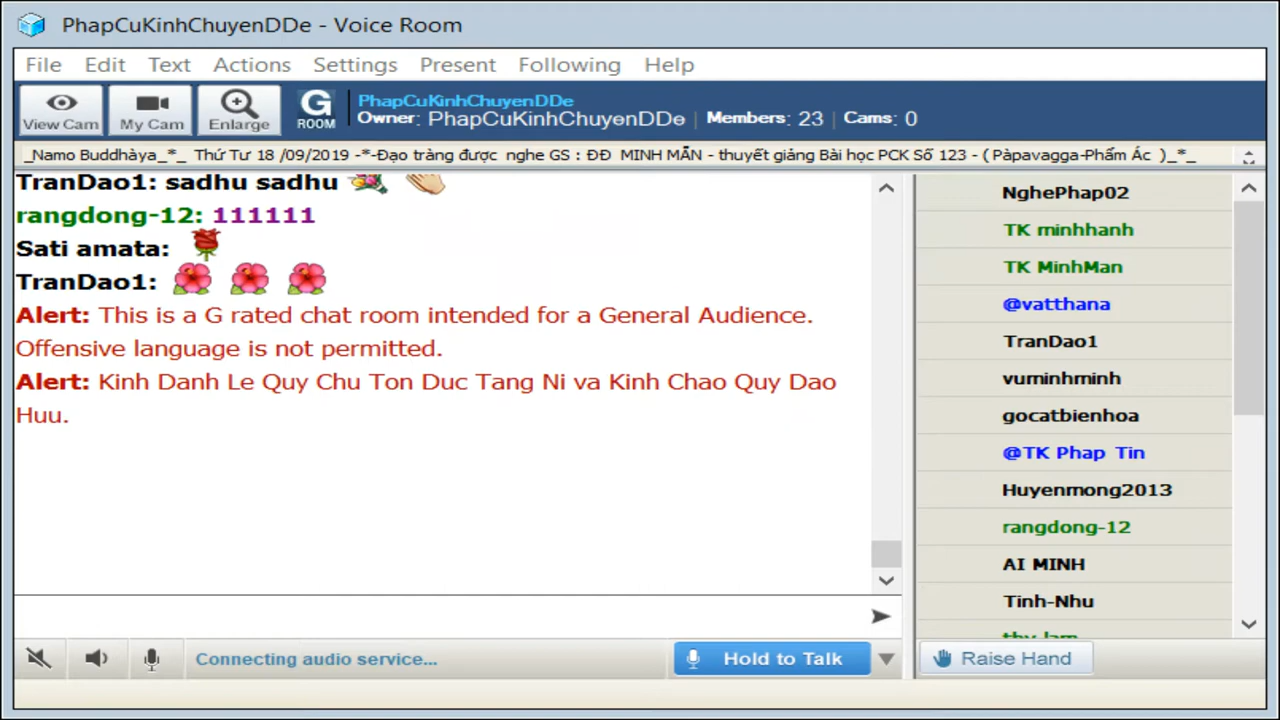 PhapCuKinhChuyenDDe - Voice Room
File Edit Text Actions Settings Present Following Help
View Cam My Cam Enlarge G ROOM
PhapCuKinhChuyenDDe
Owner: PhapCuKinhChuyenDDe | Members: 23 | Cams: 0
_Namo Buddhàya_*_ Thứ Tư 18 /09/2019 -*-Đạo tràng được nghe GS : ĐĐ MINH MẪN - thuyết giảng Bài học PCK Số 123 - ( Pàpavagga-Phẩm Ác )_*_
TranDao1: sadhu sadhu
rangdong-12: 111111
Sati amata:
TranDao1:
Alert: This is a G rated chat room intended for a General Audience.
Offensive language is not permitted.
Alert: Kinh Danh Le Quy Chu Ton Duc Tang Ni va Kinh Chao Quy Dao
Huu.
NghePhap02
TK minhhanh
TK MinhMan
@vatthana
TranDao1
vuminhminh
gocatbienhoa
@TK Phap Tin
Huyenmong2013
rangdong-12
AI MINH
Tinh-Nhu
Connecting audio service...
Hold to Talk
Raise Hand